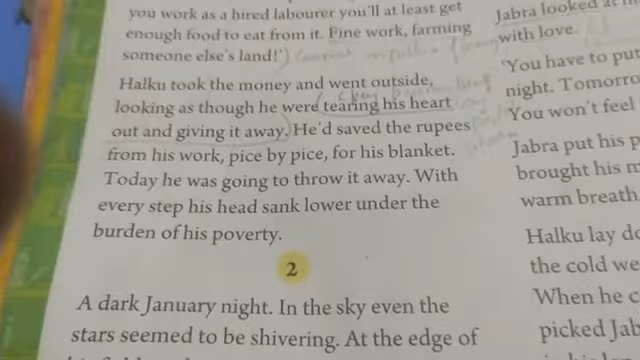 you work as a hired labourer you'll at least get
enough food to eat from it. Fine work, farming
someone else's land!'
Halku took the money and went outside,
looking as though he were tearing his heart
out and giving it away. He'd saved the rupees
from his work, pice by pice, for his blanket.
Today he was going to throw it away. With
every step his head sank lower under the
burden of his poverty.
2
A dark January night. In the sky even the
stars seemed to be shivering. At the edge of
Jabra looked
with love.
'You have to put
night. Tomorro
You won't feel
Jabra put his p
brought his m
warm breath
Halku lay do
the cold we
When he c
picked Jab